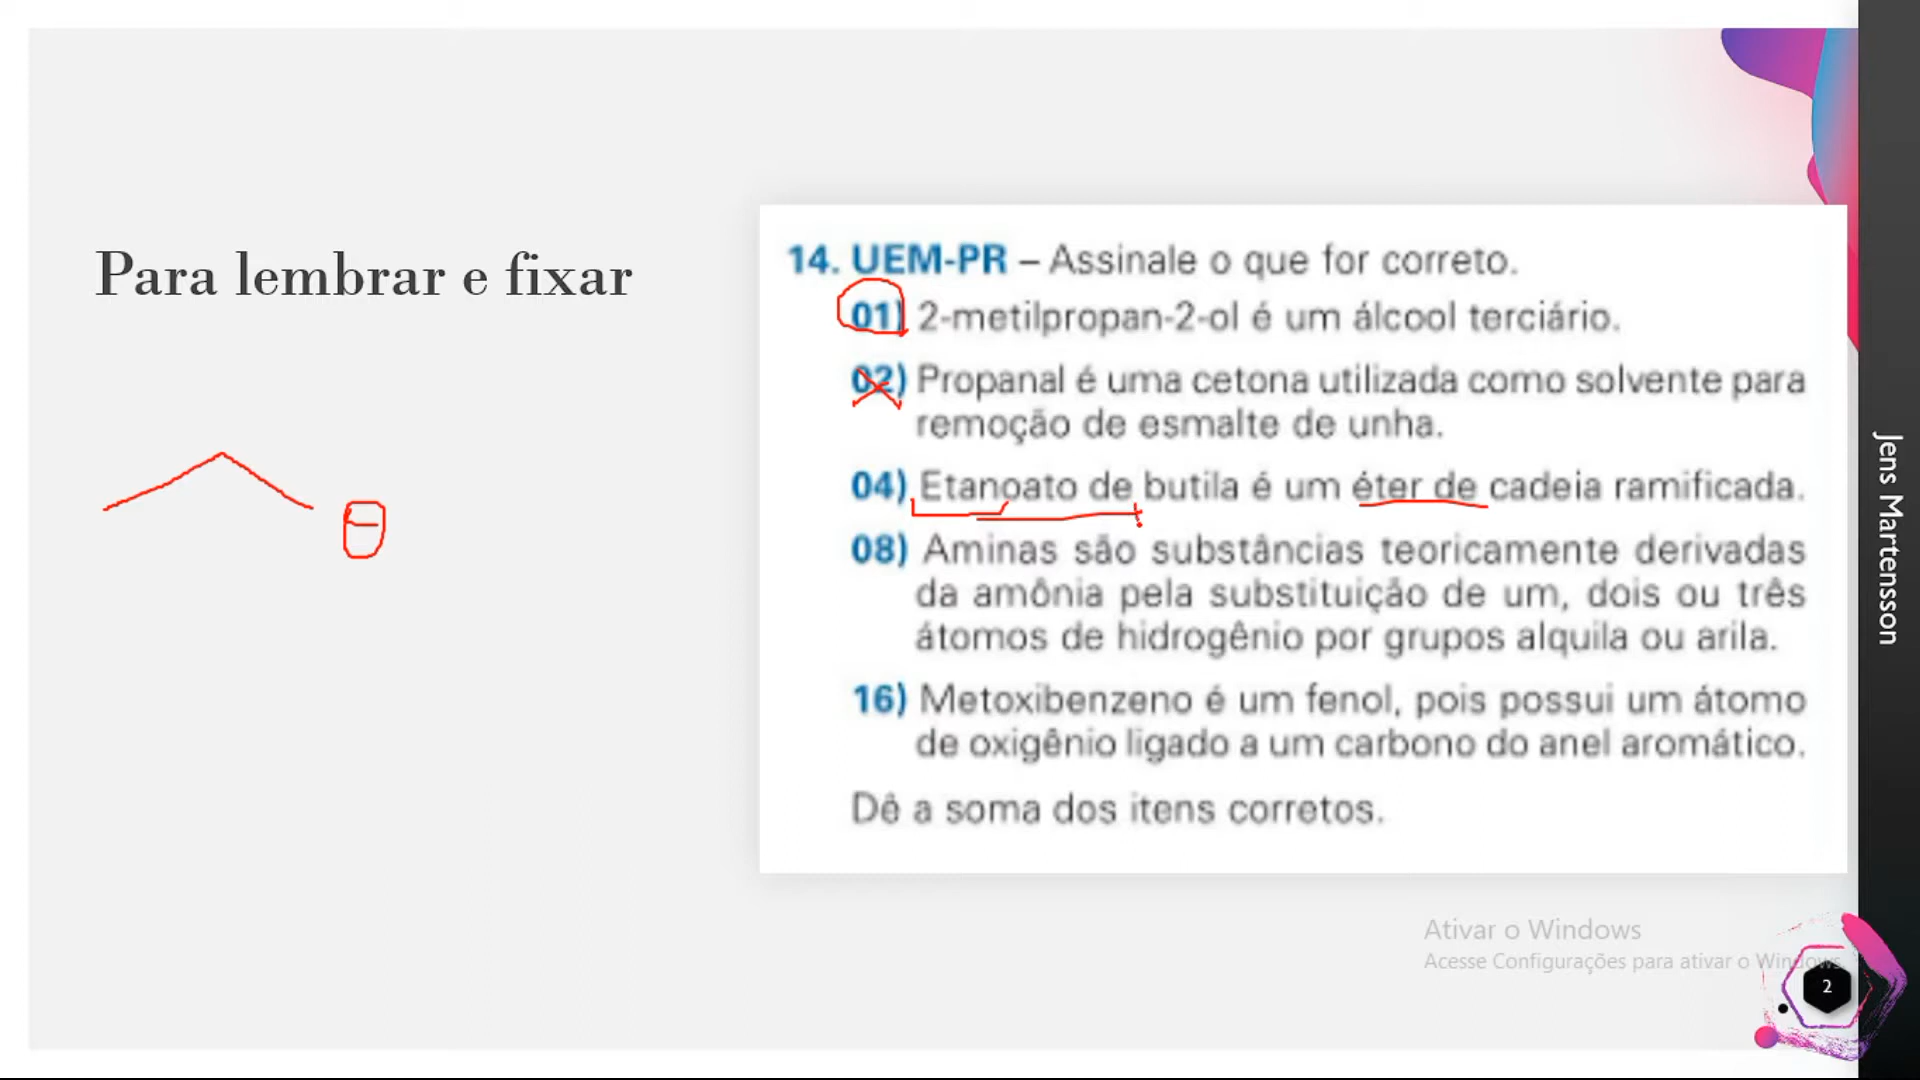 Para lembrar e fixar
14. UEM-PR – Assinale o que for correto.
01) 2-metilpropan-2-ol é um álcool terciário.
02) Propanal é uma cetona utilizada como solvente para
remoção de esmalte de unha.
04) Etanoato de butila é um éter de cadeia ramificada.
08) Aminas são substâncias teoricamente derivadas
da amônia pela substituição de um, dois ou três
átomos de hidrogênio por grupos alquila ou arila.
16) Metoxibenzeno é um fenol, pois possui um átomo
de oxigênio ligado a um carbono do anel aromático.
Dê a soma dos itens corretos.
Jens Martensson
Ativar o Windows
Acesse Configurações para ativar o Windows.
2